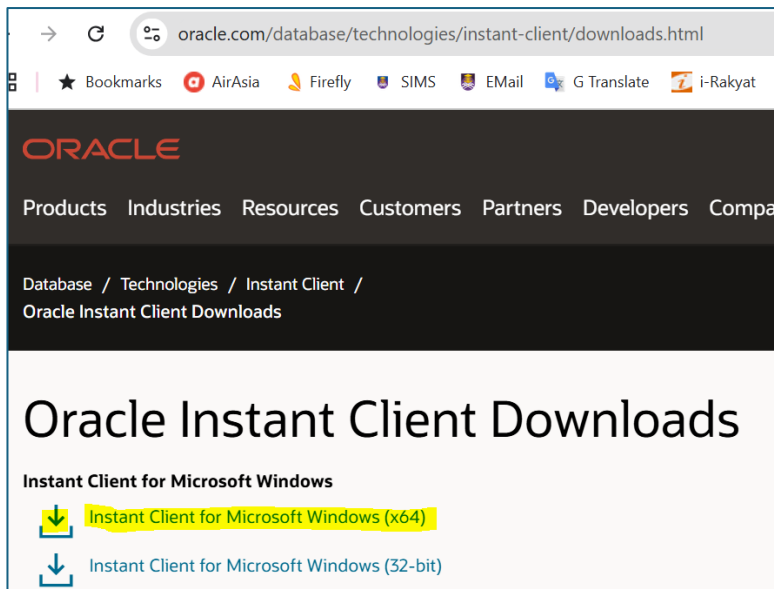 oracle.com/database/technologies/instant-client/downloads.html
Bookmarks AirAsia Firefly SIMS EMail G Translate i-Rakyat
ORACLE
Products Industries Resources Customers Partners Developers Compa
Database / Technologies / Instant Client /
Oracle Instant Client Downloads
Oracle Instant Client Downloads
Instant Client for Microsoft Windows
Instant Client for Microsoft Windows (x64)
Instant Client for Microsoft Windows (32-bit)